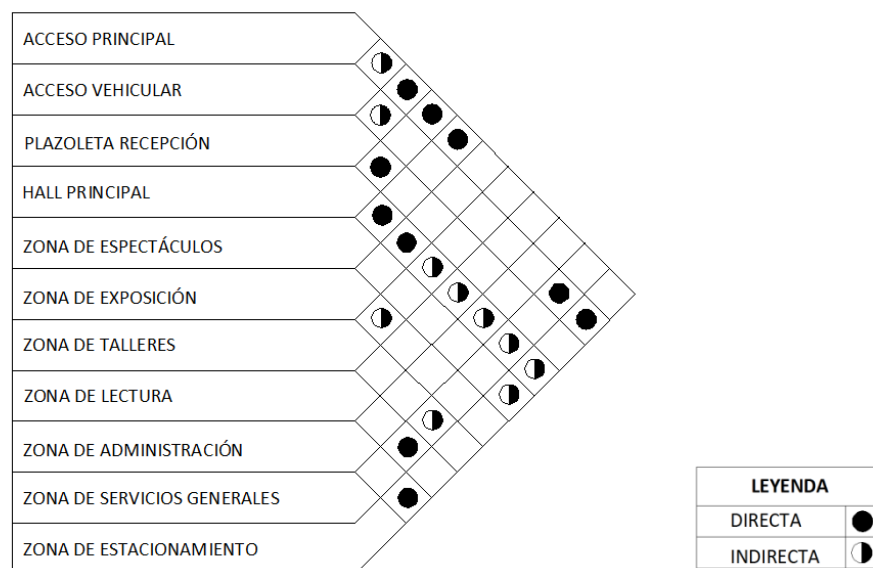 ACCESO PRINCIPAL
ACCESO VEHICULAR
PLAZOLETA RECEPCIÓN
HALL PRINCIPAL
ZONA DE ESPECTÁCULOS
ZONA DE EXPOSICIÓN
ZONA DE TALLERES
ZONA DE LECTURA
ZONA DE ADMINISTRACIÓN
ZONA DE SERVICIOS GENERALES
ZONA DE ESTACIONAMIENTO
LEYENDA
DIRECTA
INDIRECTA